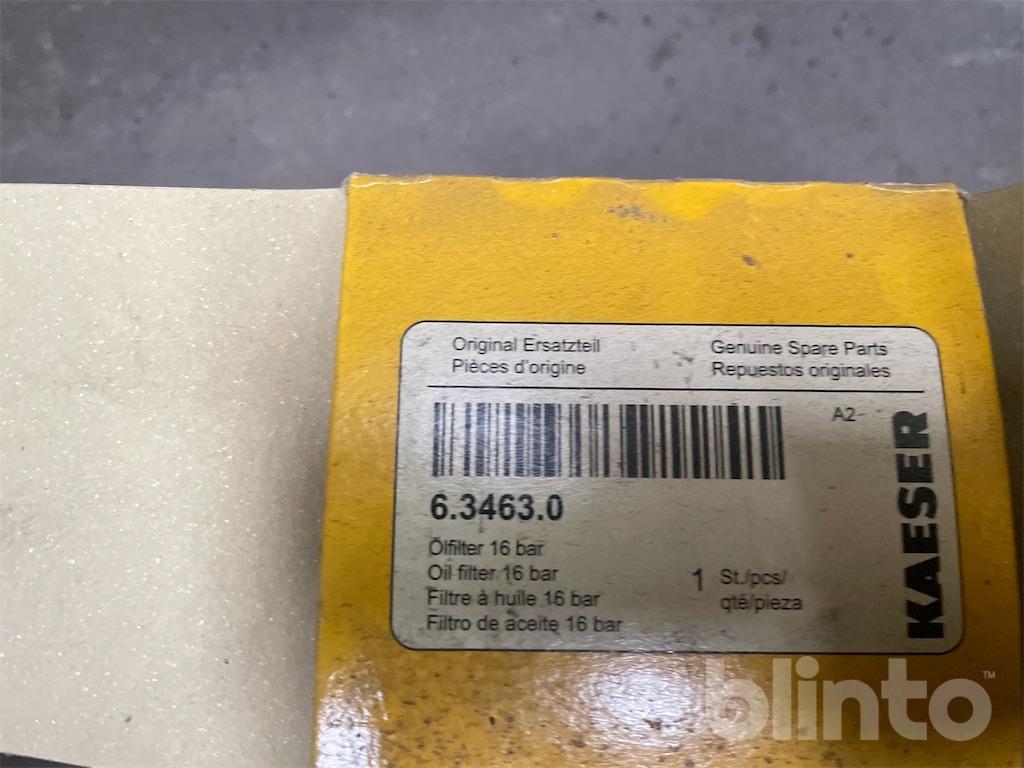 Original Ersatzteil
Pièces d'origine
Genuine Spare Parts
Repuestos originales
A2-
KAESER
6.3463.0
Ölfilter 16 bar
Oil filter 16 bar
Filtre à huile 16 bar
Filtro de aceite 16 bar
1 St./pcs/
qté/pieza
blinto™